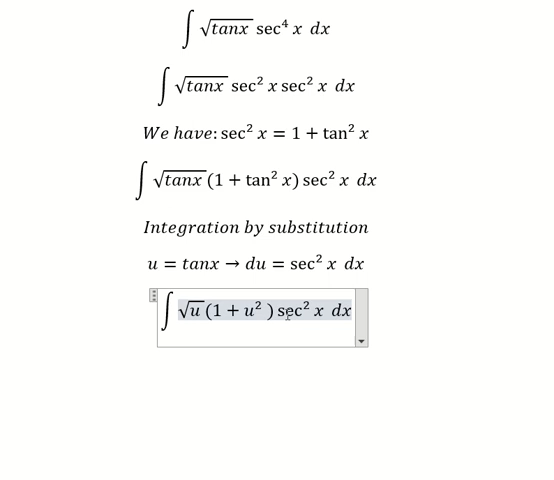 ∫ √tanx sec⁴ x dx
∫ √tanx sec² x sec² x dx
We have: sec² x = 1 + tan² x
∫ √tanx (1 + tan² x) sec² x dx
Integration by substitution
u = tanx → du = sec² x dx
∫ √u (1 + u² ) sec² x dx